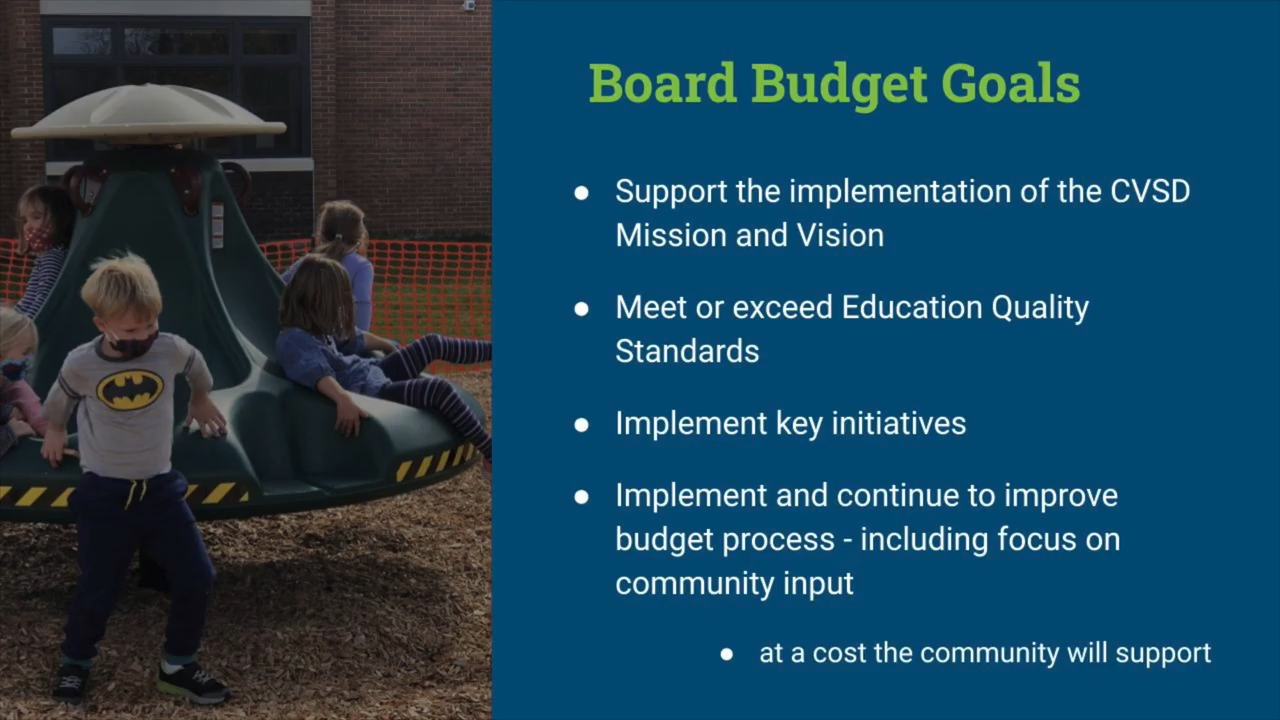 Board Budget Goals
● Support the implementation of the CVSD
Mission and Vision
● Meet or exceed Education Quality
Standards
● Implement key initiatives
● Implement and continue to improve
budget process - including focus on
community input
● at a cost the community will support